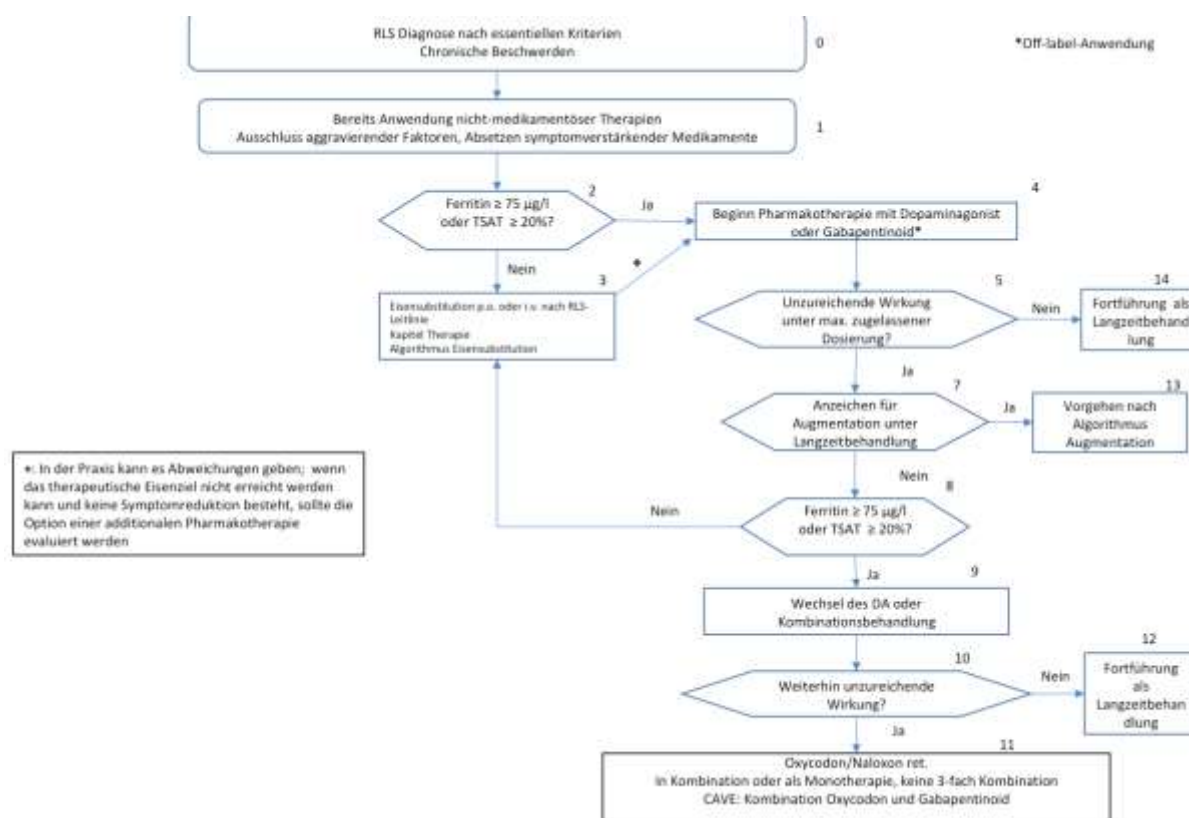 RLS Diagnose nach essentiellen Kriterien
Chronische Beschwerden
0
*Off-label-Anwendung
Bereits Anwendung nicht-medikamentöser Therapien
Ausschluss aggravierender Faktoren, Absetzen symptomverstärkender Medikamente
1
2
Ferritin ≥ 75 µg/l
oder TSAT ≥ 20%?
Ja
4
Beginn Pharmakotherapie mit Dopaminagonist
oder Gabapentinoid*
Nein
3
⬥
Eisensubstitution p.o. oder i.v. nach RLS-
Leitlinie
Kapitel Therapie
Algorithmus Eisensubstitution
5
Unzureichende Wirkung
unter max. zugelassener
Dosierung?
Nein
14
Fortführung als
Langzeitbehand
lung
Ja
7
Anzeichen für
Augmentation unter
Langzeitbehandlung
Ja
13
Vorgehen nach
Algorithmus
Augmentation
⬥: In der Praxis kann es Abweichungen geben; wenn
das therapeutische Eisenziel nicht erreicht werden
kann und keine Symptomreduktion besteht, sollte die
Option einer additionalen Pharmakotherapie
evaluiert werden
Nein
8
Nein
Ferritin ≥ 75 µg/l
oder TSAT ≥ 20%?
Ja
9
Wechsel des DA oder
Kombinationsbehandlung
10
Weiterhin unzureichende
Wirkung?
Nein
12
Fortführung
als
Langzeitbehan
dlung
Ja
11
Oxycodon/Naloxon ret.
In Kombination oder als Monotherapie, keine 3-fach Kombination
CAVE: Kombination Oxycodon und Gabapentinoid